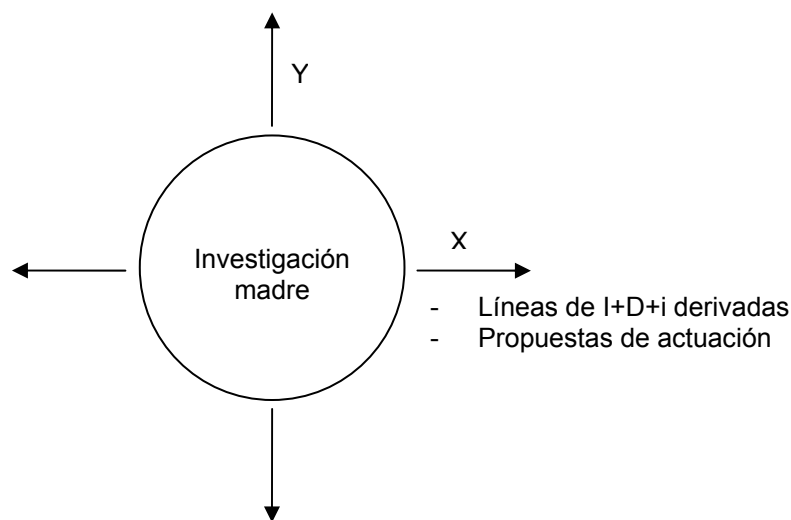 Y
X
Investigación
madre
- Líneas de I+D+i derivadas
- Propuestas de actuación